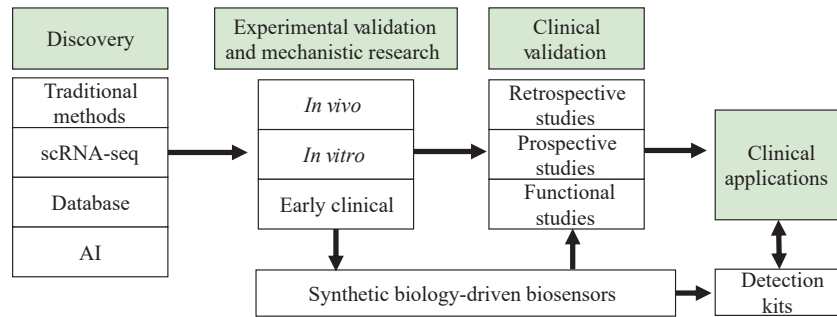 Discovery
Traditional
methods
scRNA-seq
Database
AI
Experimental validation
and mechanistic research
In vivo
In vitro
Early clinical
Clinical
validation
Retrospective
studies
Prospective
studies
Functional
studies
Clinical
applications
Synthetic biology-driven biosensors
Detection
kits